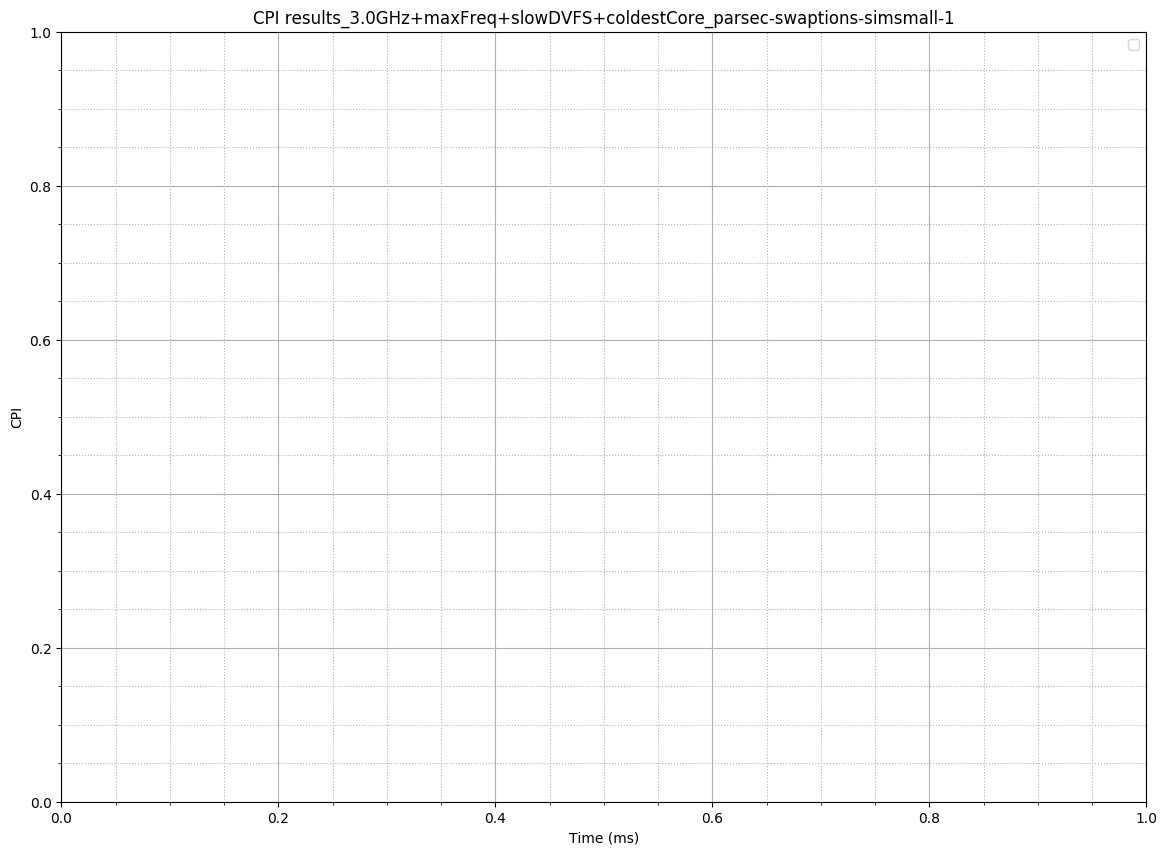 CPI results_3.0GHz+maxFreq+slowDVFS+coldestCore_parsec-swaptions-simsmall-1
1.0
0.8
0.6
CPI
0.4
0.2
0.0
0.0 0.2 0.4 0.6 0.8 1.0
Time (ms)